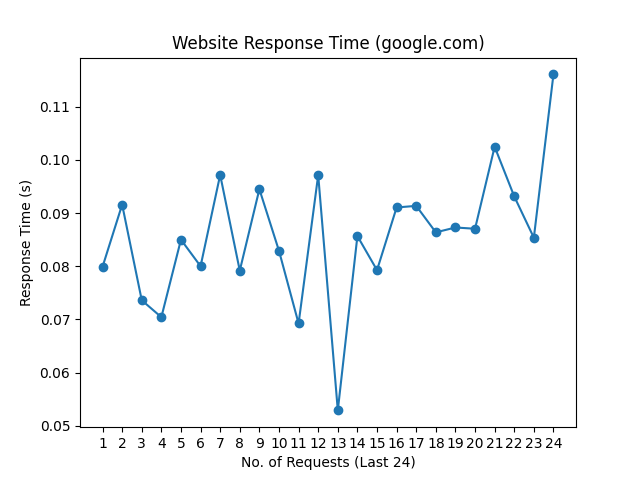 Website Response Time (google.com)
0.11
0.10
0.09
0.08
0.07
0.06
0.05
Response Time (s)
1 2 3 4 5 6 7 8 9 10 11 12 13 14 15 16 17 18 19 20 21 22 23 24
No. of Requests (Last 24)